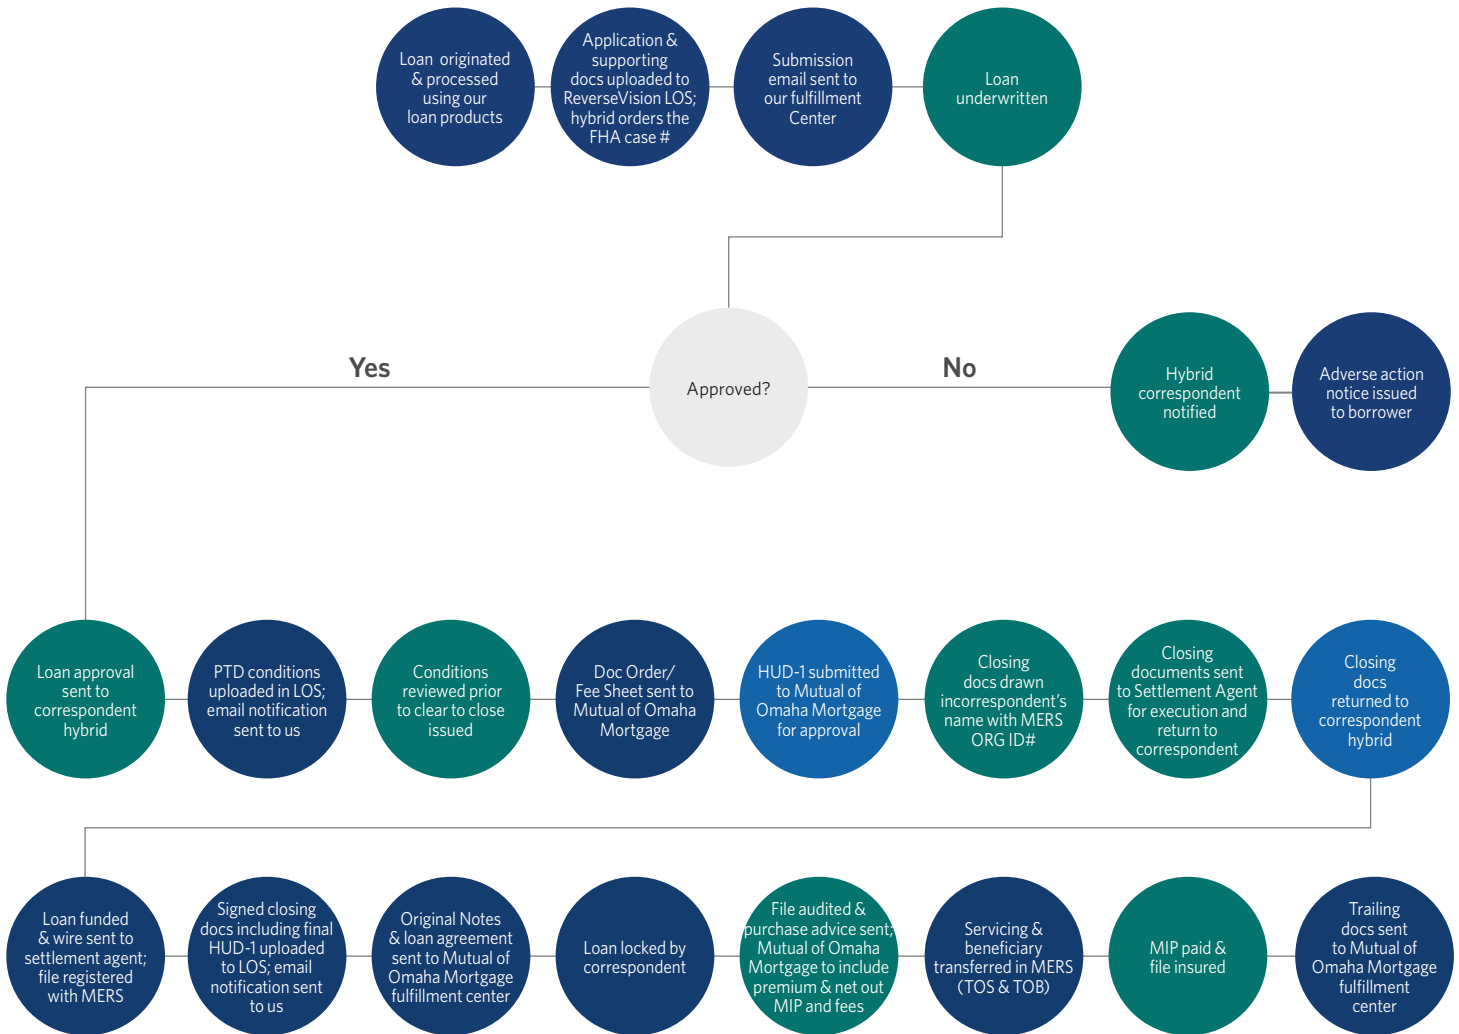 Loan originated
& processed
using our
loan products
Application &
supporting
docs uploaded to
ReverseVision LOS;
hybrid orders the
FHA case #
Submission
email sent to
our fulfillment
Center
Loan
underwritten
Approved?
Yes
No
Hybrid
correspondent
notified
Adverse action
notice issued
to borrower
Loan approval
sent to
correspondent
hybrid
PTD conditions
uploaded in LOS;
email notification
sent to us
Conditions
reviewed prior
to clear to close
issued
Doc Order/
Fee Sheet sent to
Mutual of Omaha
Mortgage
HUD-1 submitted
to Mutual of
Omaha Mortgage
for approval
Closing
docs drawn
incorrespondent's
name with MERS
ORG ID#
Closing
documents sent
to Settlement Agent
for execution and
return to
correspondent
Closing
docs
returned to
correspondent
hybrid
Loan funded
& wire sent to
settlement agent;
file registered
with MERS
Signed closing
docs including final
HUD-1 uploaded
to LOS; email
notification sent
to us
Original Notes
& loan agreement
sent to Mutual of
Omaha Mortgage
fulfillment center
Loan locked by
correspondent
File audited &
purchase advice sent;
Mutual of Omaha
Mortgage to include
premium & net out
MIP and fees
Servicing &
beneficiary
transferred in MERS
(TOS & TOB)
MIP paid &
file insured
Trailing
docs sent
to Mutual of
Omaha Mortgage
fulfillment
center